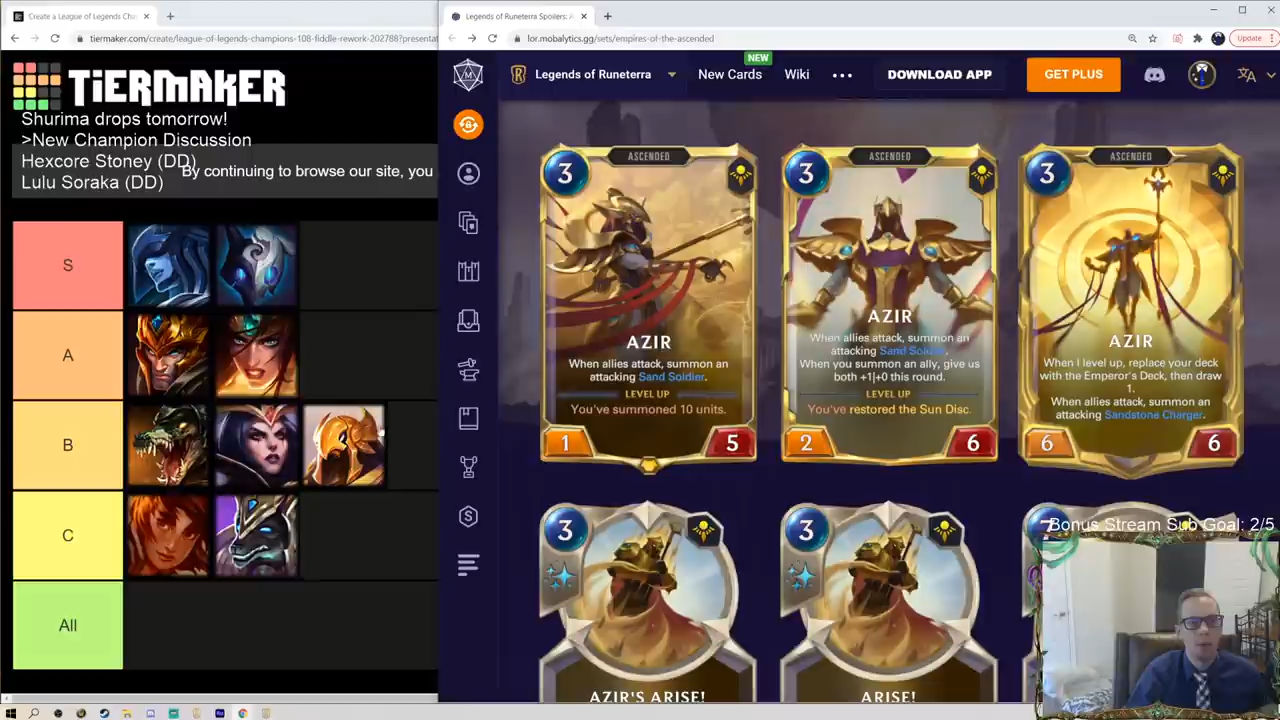 Create a League of Legends Cha
tiermaker.com/create/league-of-legends-champions-108-fiddle-rework-202788?presentat
TiERMAKER
Shurima drops tomorrow!
>New Champion Discussion
Hexcore Stoney (DD)
Lulu Soraka (DD)
By continuing to browse our site, you
S
A
B
C
All
Legends of Runeterra Spoilers: A
lor.mobalytics.gg/sets/empires-of-the-ascended
Update
Legends of Runeterra
NEW
New Cards
Wiki
DOWNLOAD APP
GET PLUS
3
ASCENDED
AZIR
When allies attack, summon an
attacking Sand Soldier.
LEVEL UP
You've summoned 10 units.
1
5
3
ASCENDED
AZIR
When allies attack, summon an
attacking Sand Soldier.
When you summon an ally, give us
both +1|+0 this round.
LEVEL UP
You've restored the Sun Disc.
2
6
3
ASCENDED
AZIR
When I level up, replace your deck
with the Emperor's Deck, then draw
1.
When allies attack, summon an
attacking Sandstone Charger.
6
6
3
AZIR'S ARISE!
3
ARISE!
Bonus Stream Sub Goal: 2/5